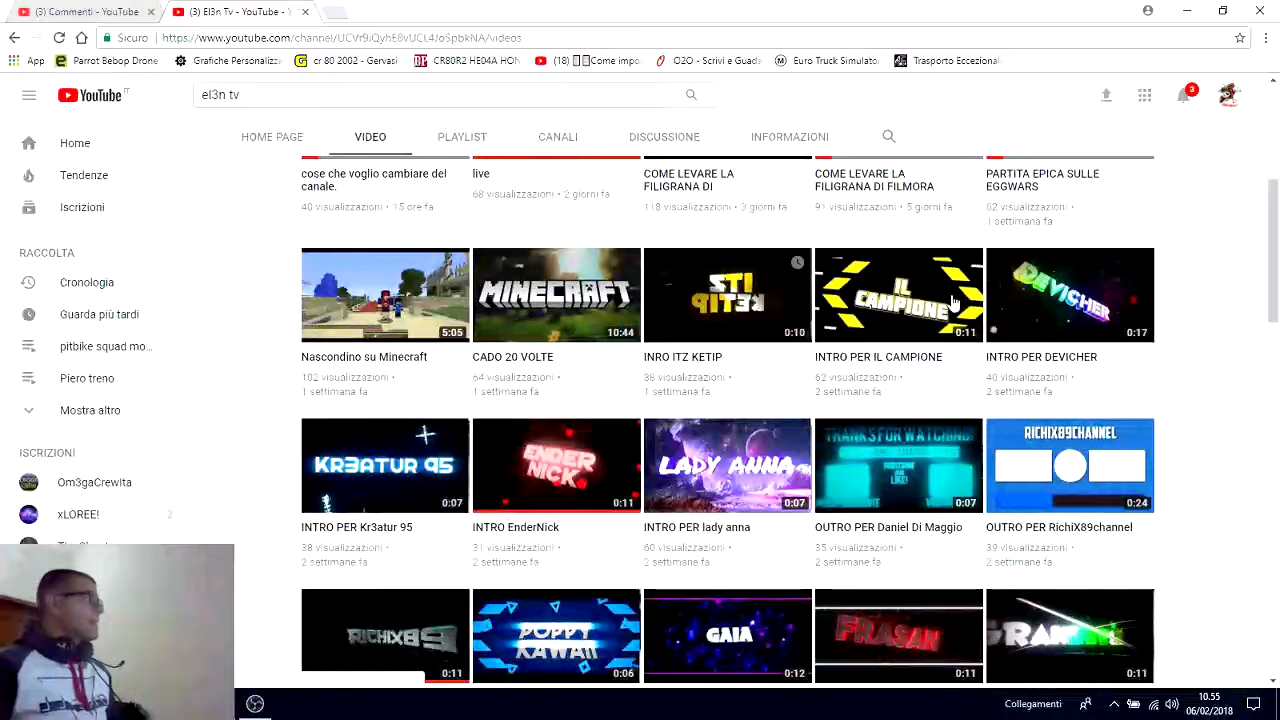 (3) Commenti - YouTube
(3) El3n Tv - YouTube
Sicuro
https://www.youtube.com/channel/UCVr9iQyhE8vUCL4JoSpbkNA/videos
App
Parrot Bebop Drone
Grafiche Personalizz
cr 80 2002 - Gervasi
CR80R2 HE04A HON
(18) Come impo
O2O - Scrivi e Guada
Euro Truck Simulator
Trasporto Eccezional
YouTube IT
el3n tv
3
HOME PAGE
VIDEO
PLAYLIST
CANALI
DISCUSSIONE
INFORMAZIONI
Home
Tendenze
Iscrizioni
RACCOLTA
Cronologia
Guarda più tardi
pitbike squad mo...
Piero treno
Mostra altro
ISCRIZIONI
Om3gaCrewIta
xLOREE!
2
cose che voglio cambiare del
canale.
40 visualizzazioni • 15 ore fa
live
68 visualizzazioni • 2 giorni fa
COME LEVARE LA
FILIGRANA DI
118 visualizzazioni • 3 giorni fa
COME LEVARE LA
FILIGRANA DI FILMORA
91 visualizzazioni • 5 giorni fa
PARTITA EPICA SULLE
EGGWARS
62 visualizzazioni •
1 settimana fa
5:05
Nascondino su Minecraft
102 visualizzazioni •
1 settimana fa
MINECRAFT
10:44
CADO 20 VOLTE
64 visualizzazioni •
1 settimana fa
ITZ
KETIP
0:10
INRO ITZ KETIP
38 visualizzazioni •
1 settimana fa
IL
CAMPIONE
0:11
INTRO PER IL CAMPIONE
62 visualizzazioni •
2 settimane fa
DEVICHER
0:17
INTRO PER DEVICHER
40 visualizzazioni •
2 settimane fa
KR3ATUR 95
0:07
INTRO PER Kr3atur 95
38 visualizzazioni •
2 settimane fa
ENDER
NICK
0:11
INTRO EnderNick
31 visualizzazioni •
2 settimane fa
LADY ANNA
0:07
INTRO PER lady anna
60 visualizzazioni •
2 settimane fa
THANKS FOR WATCHING
0:07
OUTRO PER Daniel Di Maggio
35 visualizzazioni •
2 settimane fa
RICHIX89CHANNEL
0:24
OUTRO PER RichiX89channel
39 visualizzazioni •
2 settimane fa
RICHIX89
0:11
POPPY
KAWAII
0:06
GAIA
0:12
FRASAH
0:11
0:11
Collegamenti
10.55
06/02/2018